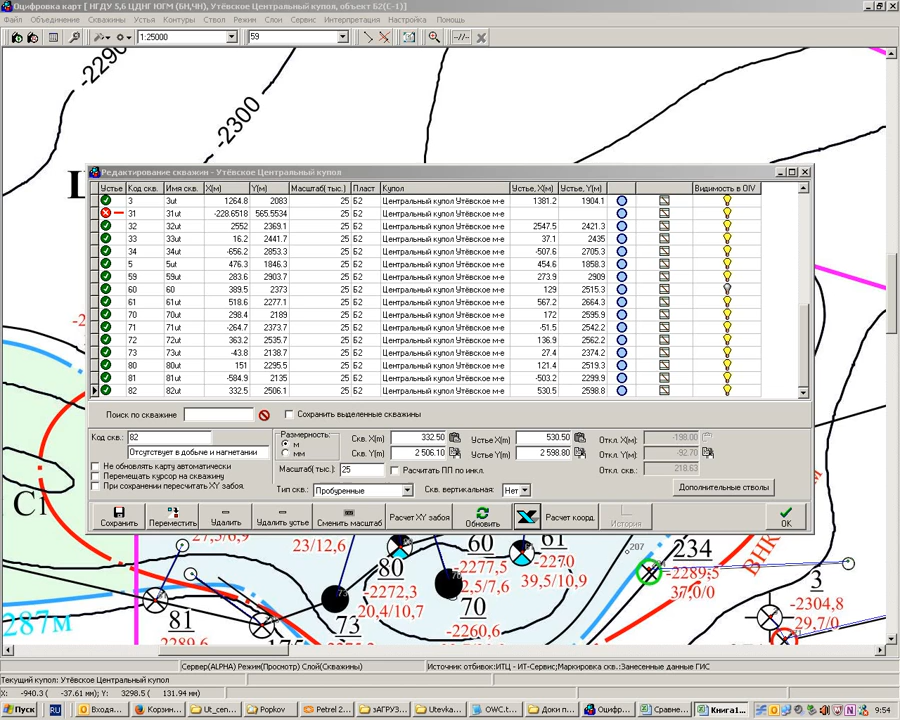 Оцифровка карт [ НГДУ 5,6 ЦДНГ ЮГМ (БН,ЧН), Утёвское Центральный купол, объект Б2(С-1)]
Файл Объединение Скважины Устья Контуры Ствол Режим Слои Сервис Интерпретация Настройка Помощь
1:25000 59
-2290
-2300
Редактирование скважин - Утёвское Центральный купол
Устье Код скв. Имя скв. X(м) Y(м) Масштаб( тыс.) Пласт Купол Устье, X(м) Устье, Y(м) Видимость в OIV
3 3ut 1264.8 2083 25 Б2 Центральный купол Утёвское м-е 1381.2 1904.1
31 31ut -228.6518 565.5534 25 Б2 Центральный купол Утёвское м-е
32 32ut 2552 2369.1 25 Б2 Центральный купол Утёвское м-е 2547.5 2421.3
33 33ut 16.2 2441.7 25 Б2 Центральный купол Утёвское м-е 37.1 2435
34 34ut -656.2 2853.3 25 Б2 Центральный купол Утёвское м-е -507.6 2705.3
5 5ut 476.3 1846.3 25 Б2 Центральный купол Утёвское м-е 454.6 1858.3
59 59ut 283.6 2903.7 25 Б2 Центральный купол Утёвское м-е 273.9 2909
60 60 389.5 2373 25 Б2 Центральный купол Утёвское м-е 129 2515.3
61 61ut 518.6 2277.1 25 Б2 Центральный купол Утёвское м-е 567.2 2664.3
70 70ut 298.4 2189 25 Б2 Центральный купол Утёвское м-е 172 2595.9
71 71ut -264.7 2373.7 25 Б2 Центральный купол Утёвское м-е -51.5 2542.2
72 72ut 363.2 2535.7 25 Б2 Центральный купол Утёвское м-е 136.9 2562.2
73 73ut -43.8 2138.7 25 Б2 Центральный купол Утёвское м-е 27.4 2374.2
80 80ut 151 2295.5 25 Б2 Центральный купол Утёвское м-е 121.4 2519.3
81 81ut -584.9 2135 25 Б2 Центральный купол Утёвское м-е -503.2 2299.9
82 82ut 332.5 2506.1 25 Б2 Центральный купол Утёвское м-е 530.5 2598.8
Поиск по скважине Сохранить выделенные скважины
Код скв.: 82 Размерность: Скв. X(m) 332.50 Устье X(m) 530.50 Откл. X(м): -198.00
Отсутствует в добыче и нагнетании м мм Скв. Y(m) 2 506.10 Устье Y(m) 2 598.80 Откл. Y(м): -92.70
Не обновлять карту автоматически Масштаб (тыс.): 25 Расчитать ПП по инкл. Откл. скв.: 218.63
Перемещать курсор на скважину
При сохранении пересчитать XY забоя. Тип скв.: Пробуренные Скв. вертикальная: Нет Дополнительные стволы
Сохранить Переместить Удалить Удалить устье Сменить масштаб Расчет XY забоя Обновить Расчет коорд. История OK
27,5/6,9 23/12,6 60 61 207 234
80 -2277,5 -2270 -2289,5 ВНК
-2272,3 2,5/7,6 39,5/10,9 37,0/0 3
20,4/10,7 70 -2304,8
81 73 -2260,6 29,7/0
287м
С1
Сервер(ALPHA) Режим(Просмотр) Слой(Скважины) Источник отбивок:ИТЦ - ИТ-Сервис;Маркировка скв.:Занесенные данные ГИС
Текущий купол: Утёвское Центральный купол
X: -940.3 ( -37.61 мм); Y: 3298.5 ( 131.94 мм)
Пуск RU Входя... Корзин... Ut_cen... Popkov Petrel 2... зАГРУЗ... Utevka... OWC.t... Доки п... Оцифр... Сравне... Книга1... 9:54